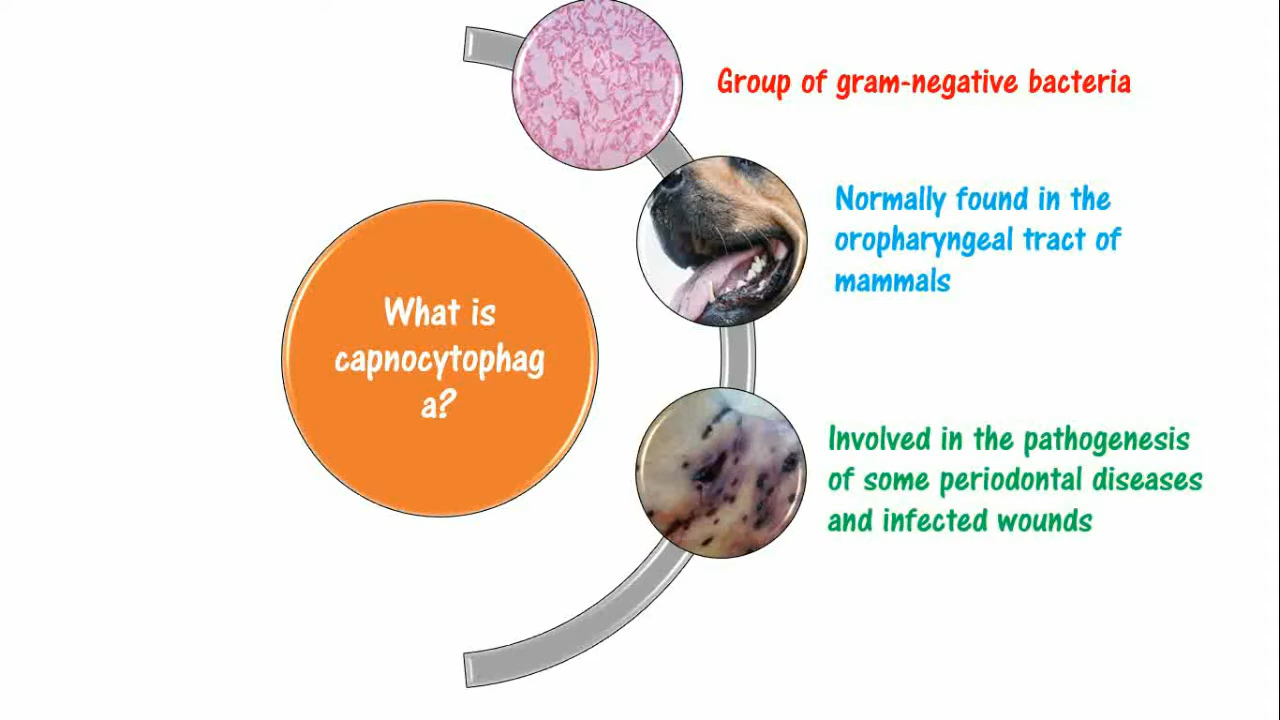 What is
capnocytophag
a?
Group of gram-negative bacteria
Normally found in the
oropharyngeal tract of
mammals
Involved in the pathogenesis
of some periodontal diseases
and infected wounds